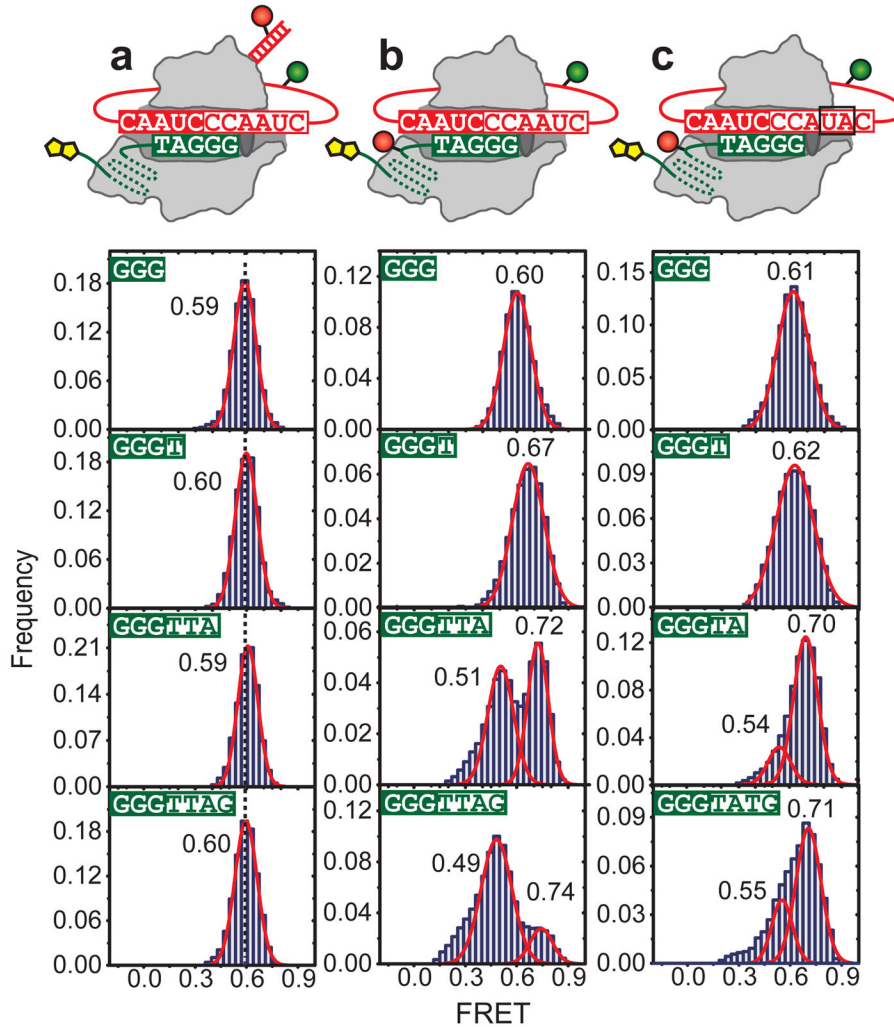 a b c
CAAUCCCAAUC CAAUCCCAAUC CAAUCCCAUAC
TAGGG TAGGG TAGGG
GGG GGG GGG
0.18 0.12 0.15
0.59 0.60 0.61
0.12 0.08 0.10
0.06 0.04 0.05
0.00 0.00 0.00
GGGT GGGT GGGT
0.18 0.06 0.09
0.60 0.67 0.62
0.12 0.04 0.06
0.06 0.02 0.03
0.00 0.00 0.00
GGGTTA GGGTTA GGGTA
0.21 0.06 0.12
0.59 0.51 0.72 0.54 0.70
0.14 0.04 0.08
0.07 0.02 0.04
0.00 0.00 0.00
GGGTTAG GGGTTAG GGGTATG
0.18 0.12 0.09
0.60 0.49 0.74 0.55 0.71
0.12 0.08 0.06
0.06 0.04 0.03
0.00 0.00 0.00
0.0 0.3 0.6 0.9 0.0 0.3 0.6 0.9 0.0 0.3 0.6 0.9
Frequency
FRET